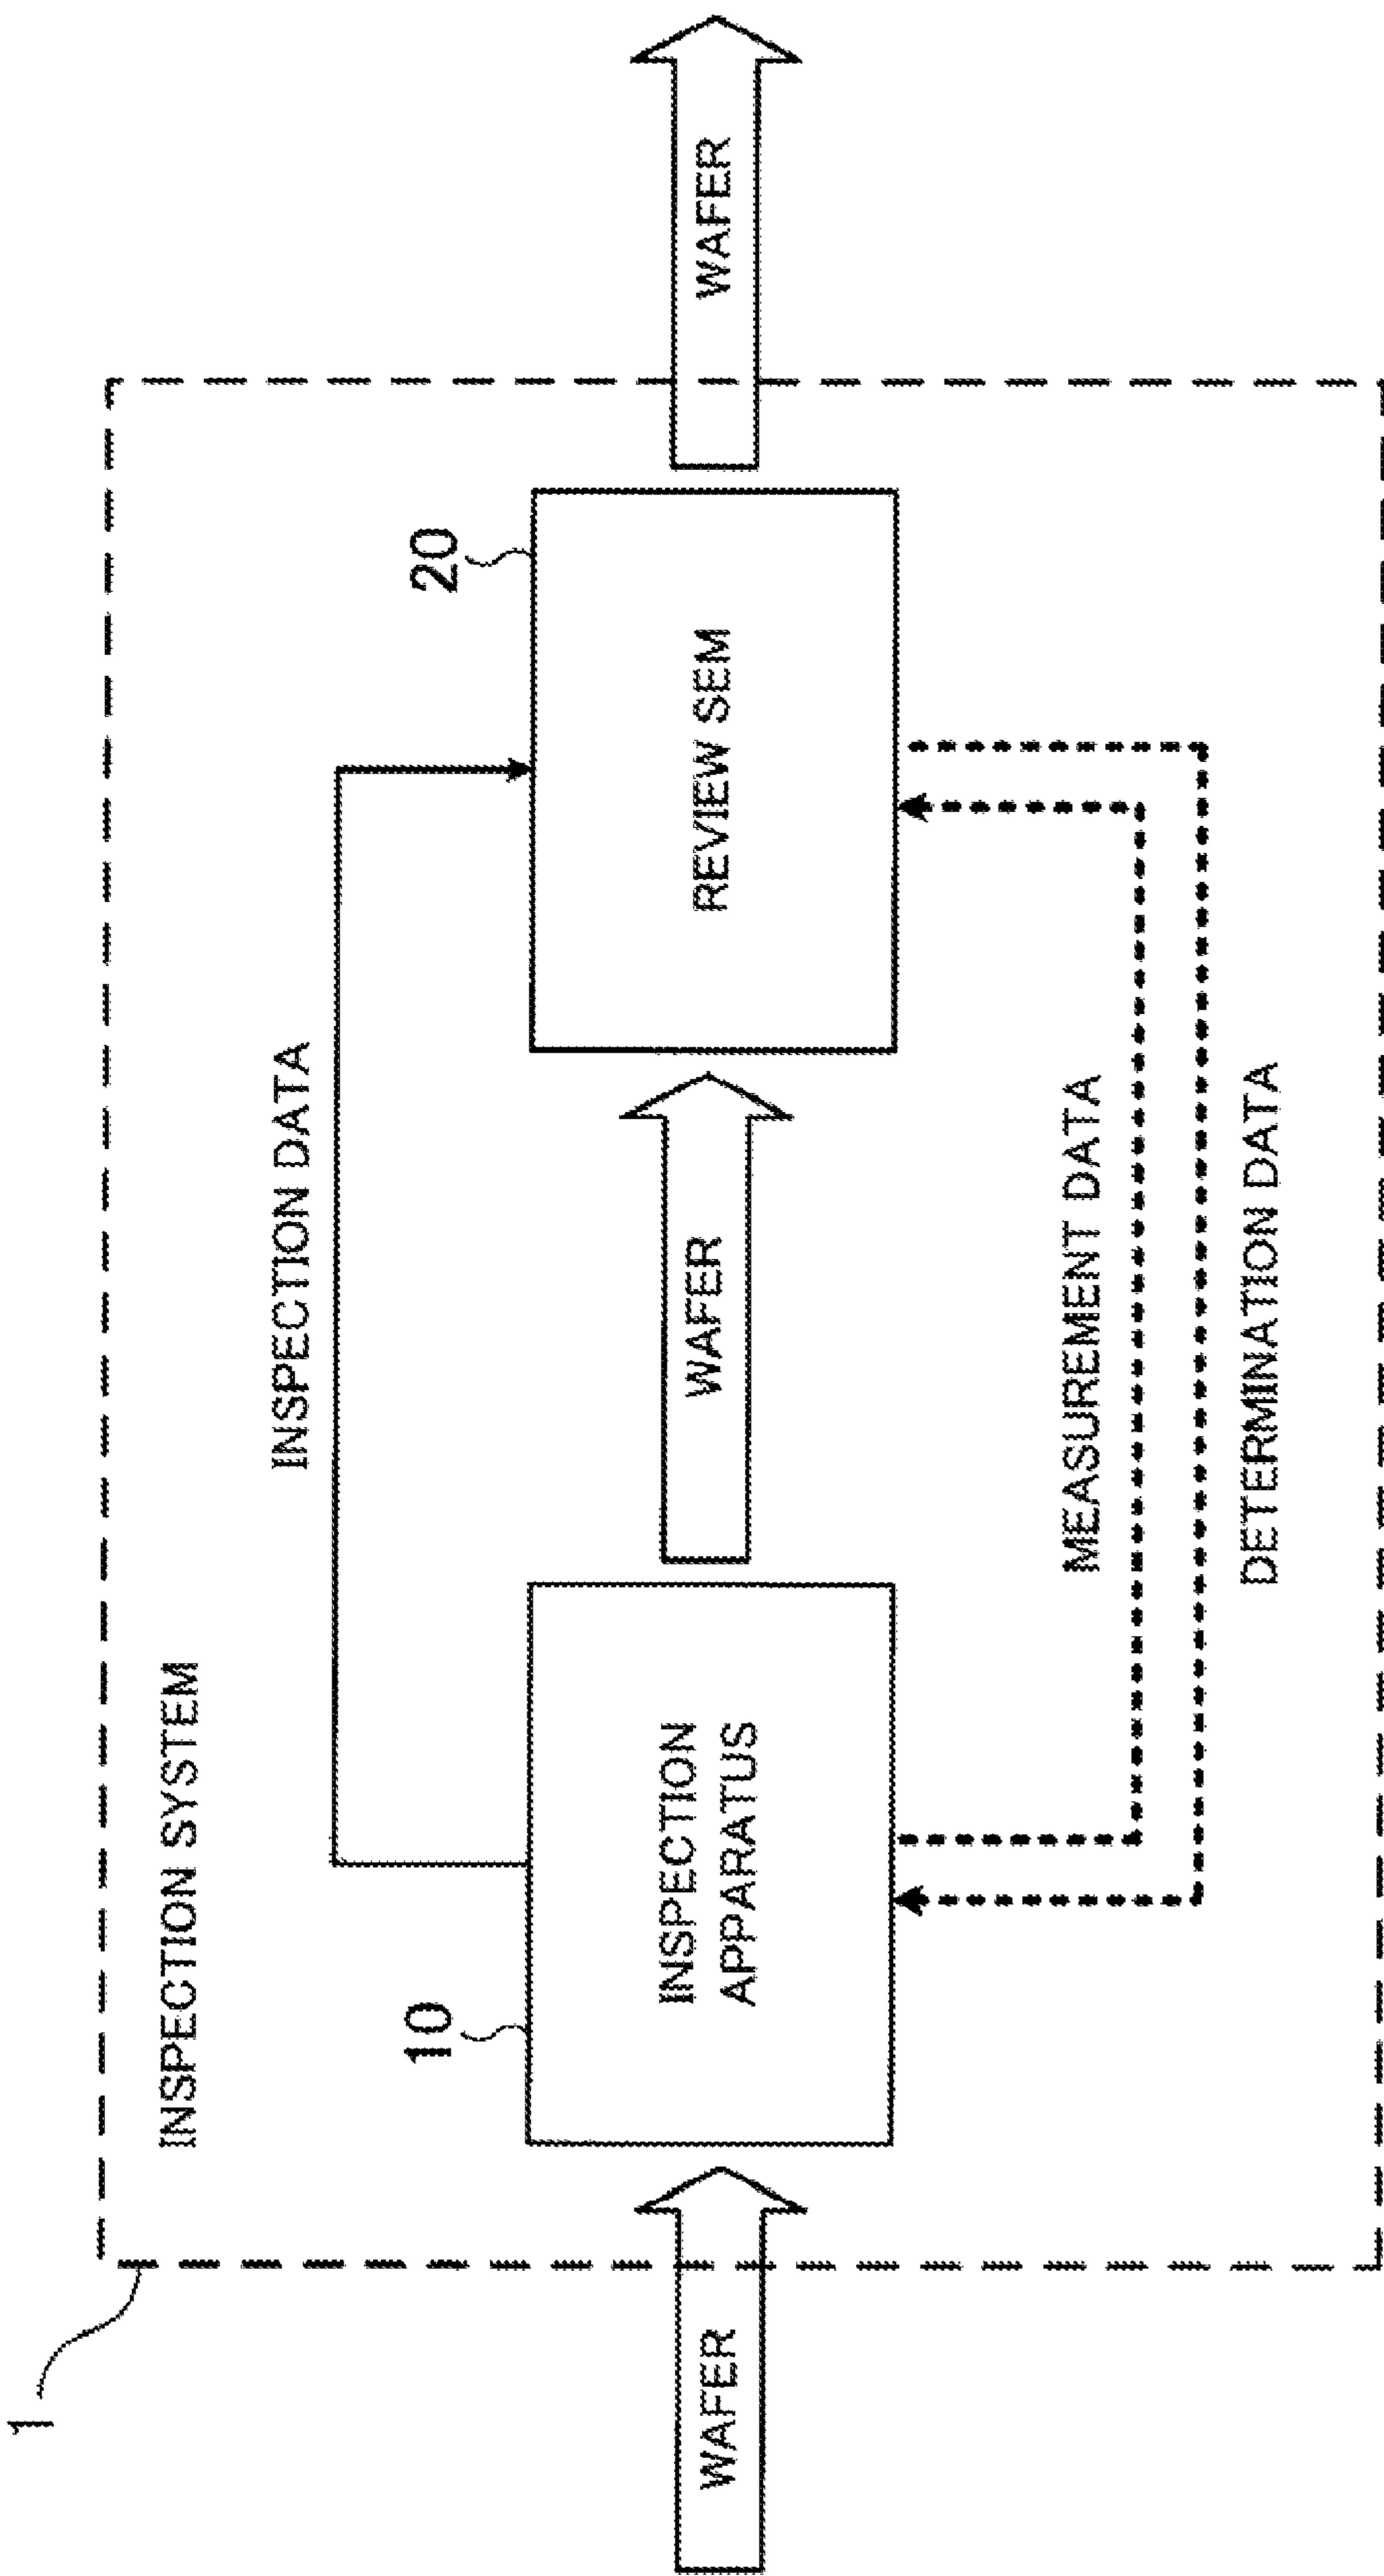 1
INSPECTION SYSTEM
INSPECTION DATA
10
20
WAFER
INSPECTION
APPARATUS
WAFER
REVIEW SEM
WAFER
MEASUREMENT DATA
DETERMINATION DATA